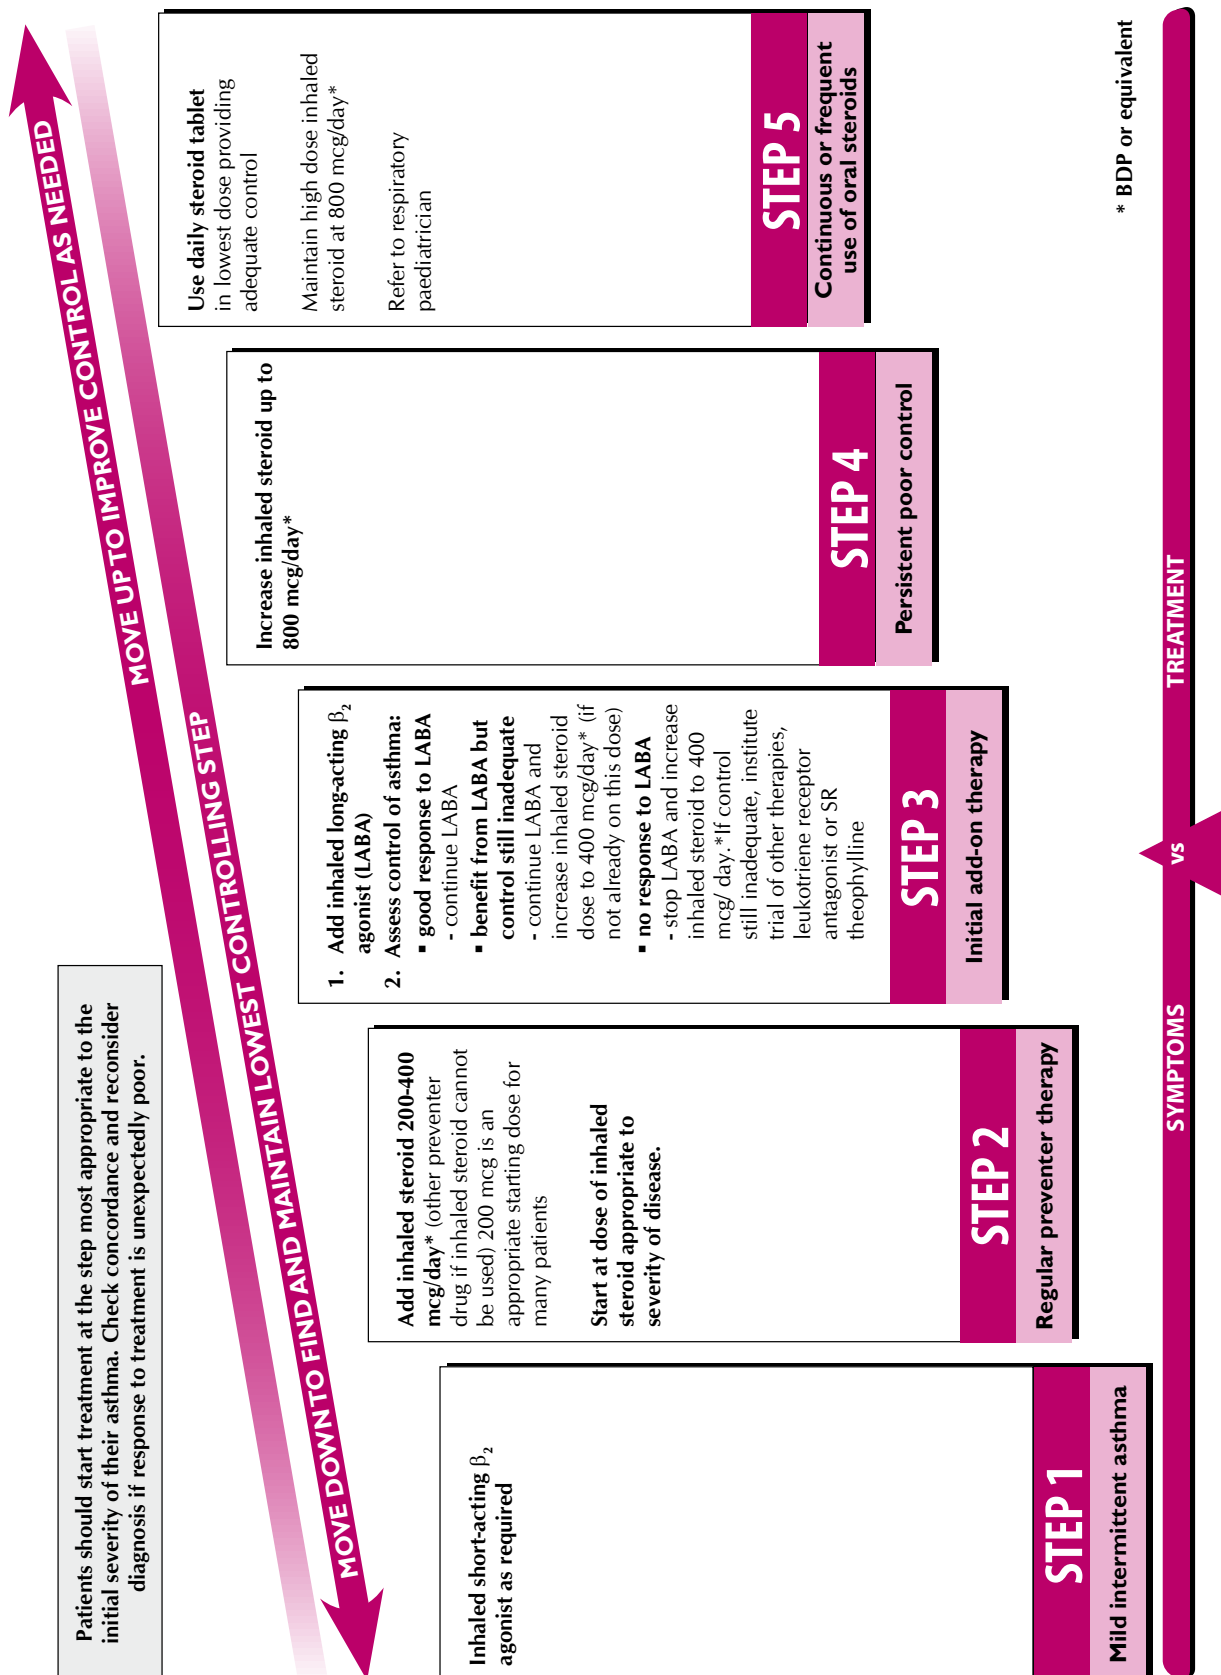 Patients should start treatment at the step most appropriate to the
initial severity of their asthma. Check concordance and reconsider
diagnosis if response to treatment is unexpectedly poor.
MOVE UP TO IMPROVE CONTROL AS NEEDED
MOVE DOWN TO FIND AND MAINTAIN LOWEST CONTROLLING STEP
Inhaled short-acting β₂
agonist as required
STEP 1
Mild intermittent asthma
Add inhaled steroid 200-400
mcg/day* (other preventer
drug if inhaled steroid cannot
be used) 200 mcg is an
appropriate starting dose for
many patients
Start at dose of inhaled
steroid appropriate to
severity of disease.
STEP 2
Regular preventer therapy
1. Add inhaled long-acting β₂
agonist (LABA)
2. Assess control of asthma:
▪ good response to LABA
- continue LABA
▪ benefit from LABA but
control still inadequate
- continue LABA and
increase inhaled steroid
dose to 400 mcg/day* (if
not already on this dose)
▪ no response to LABA
- stop LABA and increase
inhaled steroid to 400
mcg/ day.*If control
still inadequate, institute
trial of other therapies,
leukotriene receptor
antagonist or SR
theophylline
STEP 3
Initial add-on therapy
Increase inhaled steroid up to
800 mcg/day*
STEP 4
Persistent poor control
Use daily steroid tablet
in lowest dose providing
adequate control
Maintain high dose inhaled
steroid at 800 mcg/day*
Refer to respiratory
paediatrician
STEP 5
Continuous or frequent
use of oral steroids
* BDP or equivalent
SYMPTOMS
vs
TREATMENT